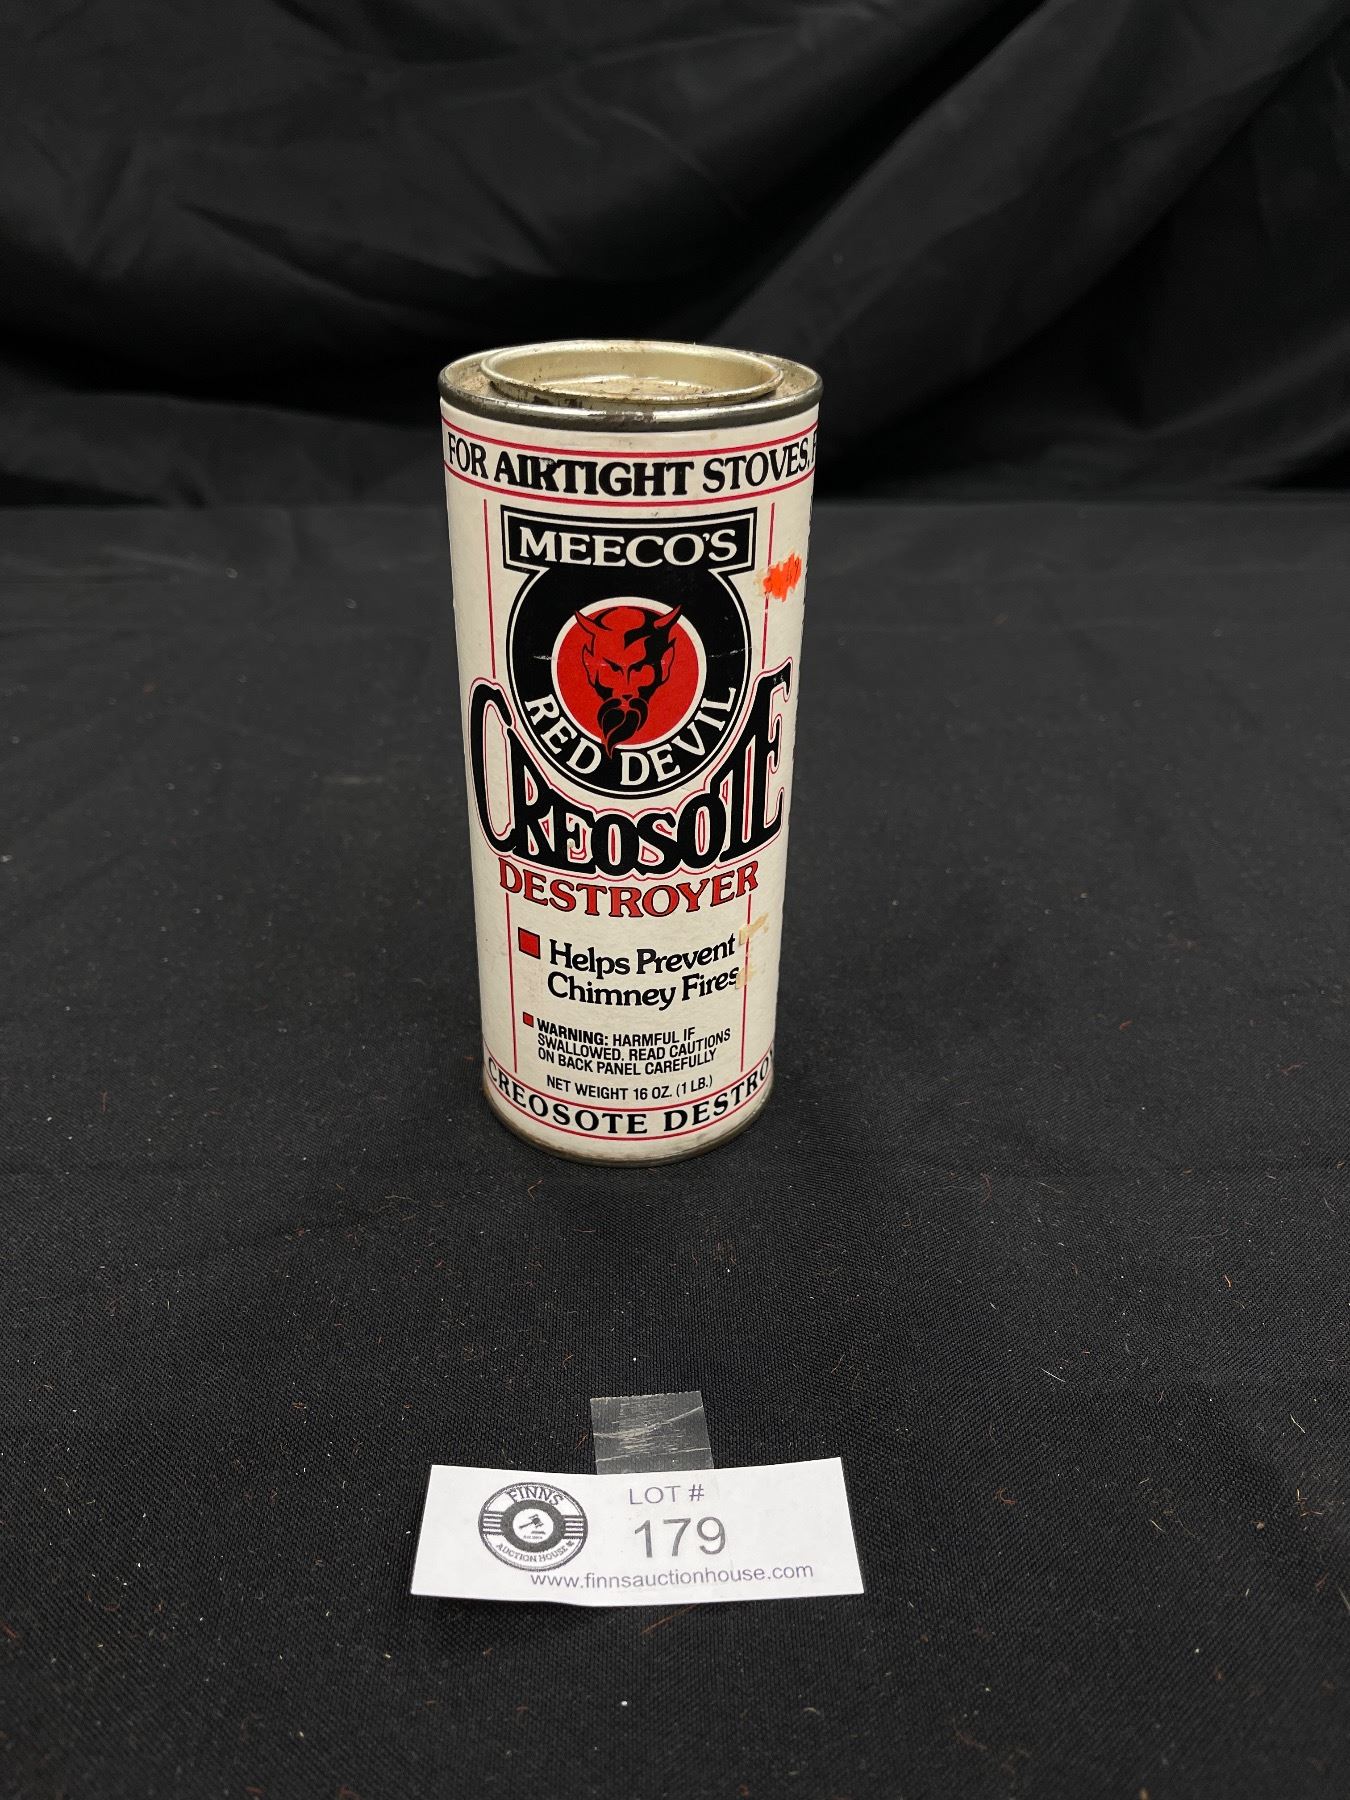 FOR AIRTIGHT STOVES,
MEECO'S
RED DEVIL
CREOSOTE
DESTROYER
Helps Prevent
Chimney Fires
WARNING: HARMFUL IF
SWALLOWED. READ CAUTIONS
ON BACK PANEL CAREFULLY
NET WEIGHT 16 OZ. (1 LB.)
CREOSOTE DESTRO
FINNS
AUCTION HOUSE
LOT #
179
www.finnsauctionhouse.com